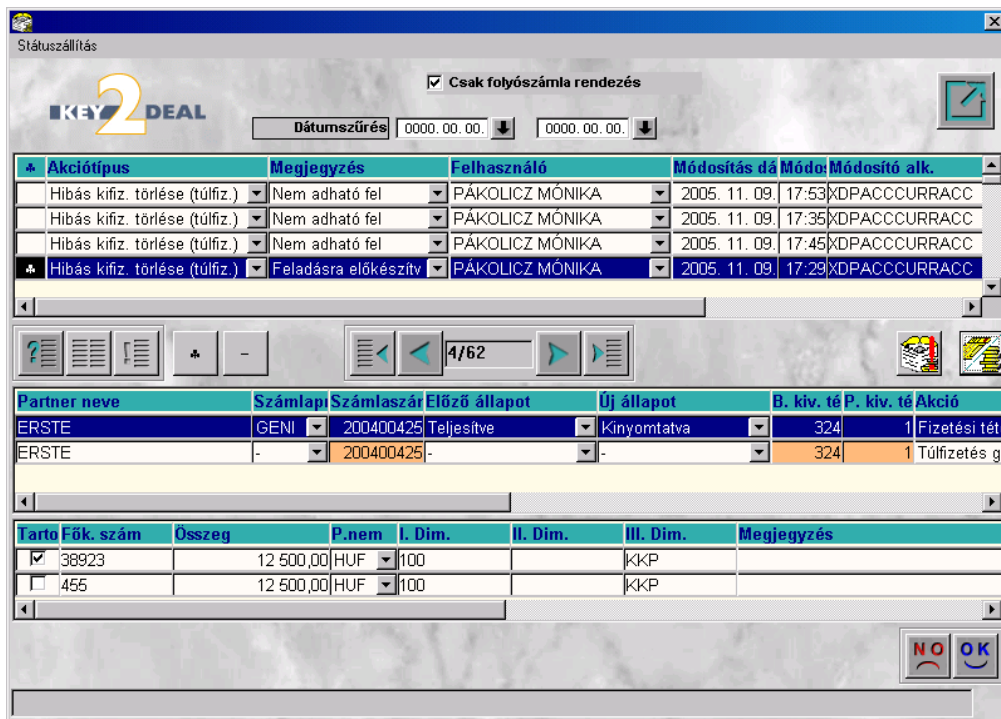 Státuszállítás
KEY 2 DEAL
Csak folyószámla rendezés
Dátumszűrés 0000. 00. 00. 0000. 00. 00.
Akciótípus Megjegyzés Felhasználó Módosítás dá Módos Módosító alk.
Hibás kifiz. törlése (túlfiz.) Nem adható fel PÁKOLICZ MÓNIKA 2005. 11. 09. 17:53 XDPACCCURRACC
Hibás kifiz. törlése (túlfiz.) Nem adható fel PÁKOLICZ MÓNIKA 2005. 11. 09. 17:35 XDPACCCURRACC
Hibás kifiz. törlése (túlfiz.) Nem adható fel PÁKOLICZ MÓNIKA 2005. 11. 09. 17:45 XDPACCCURRACC
Hibás kifiz. törlése (túlfiz.) Feladásra előkészítv PÁKOLICZ MÓNIKA 2005. 11. 09. 17:29 XDPACCCURRACC
? - 4/62
Partner neve Számlapı Számlaszár Előző állapot Új állapot B. kiv. té P. kiv. té Akció
ERSTE GENI 200400425 Teljesítve Kinyomtatva 324 1 Fizetési tét
ERSTE - 200400425 - - 324 1 Túlfizetés g
Tarto Fők. szám Összeg P.nem I. Dim. II. Dim. III. Dim. Megjegyzés
38923 12 500,00 HUF 100 KKP
455 12 500,00 HUF 100 KKP
NO OK